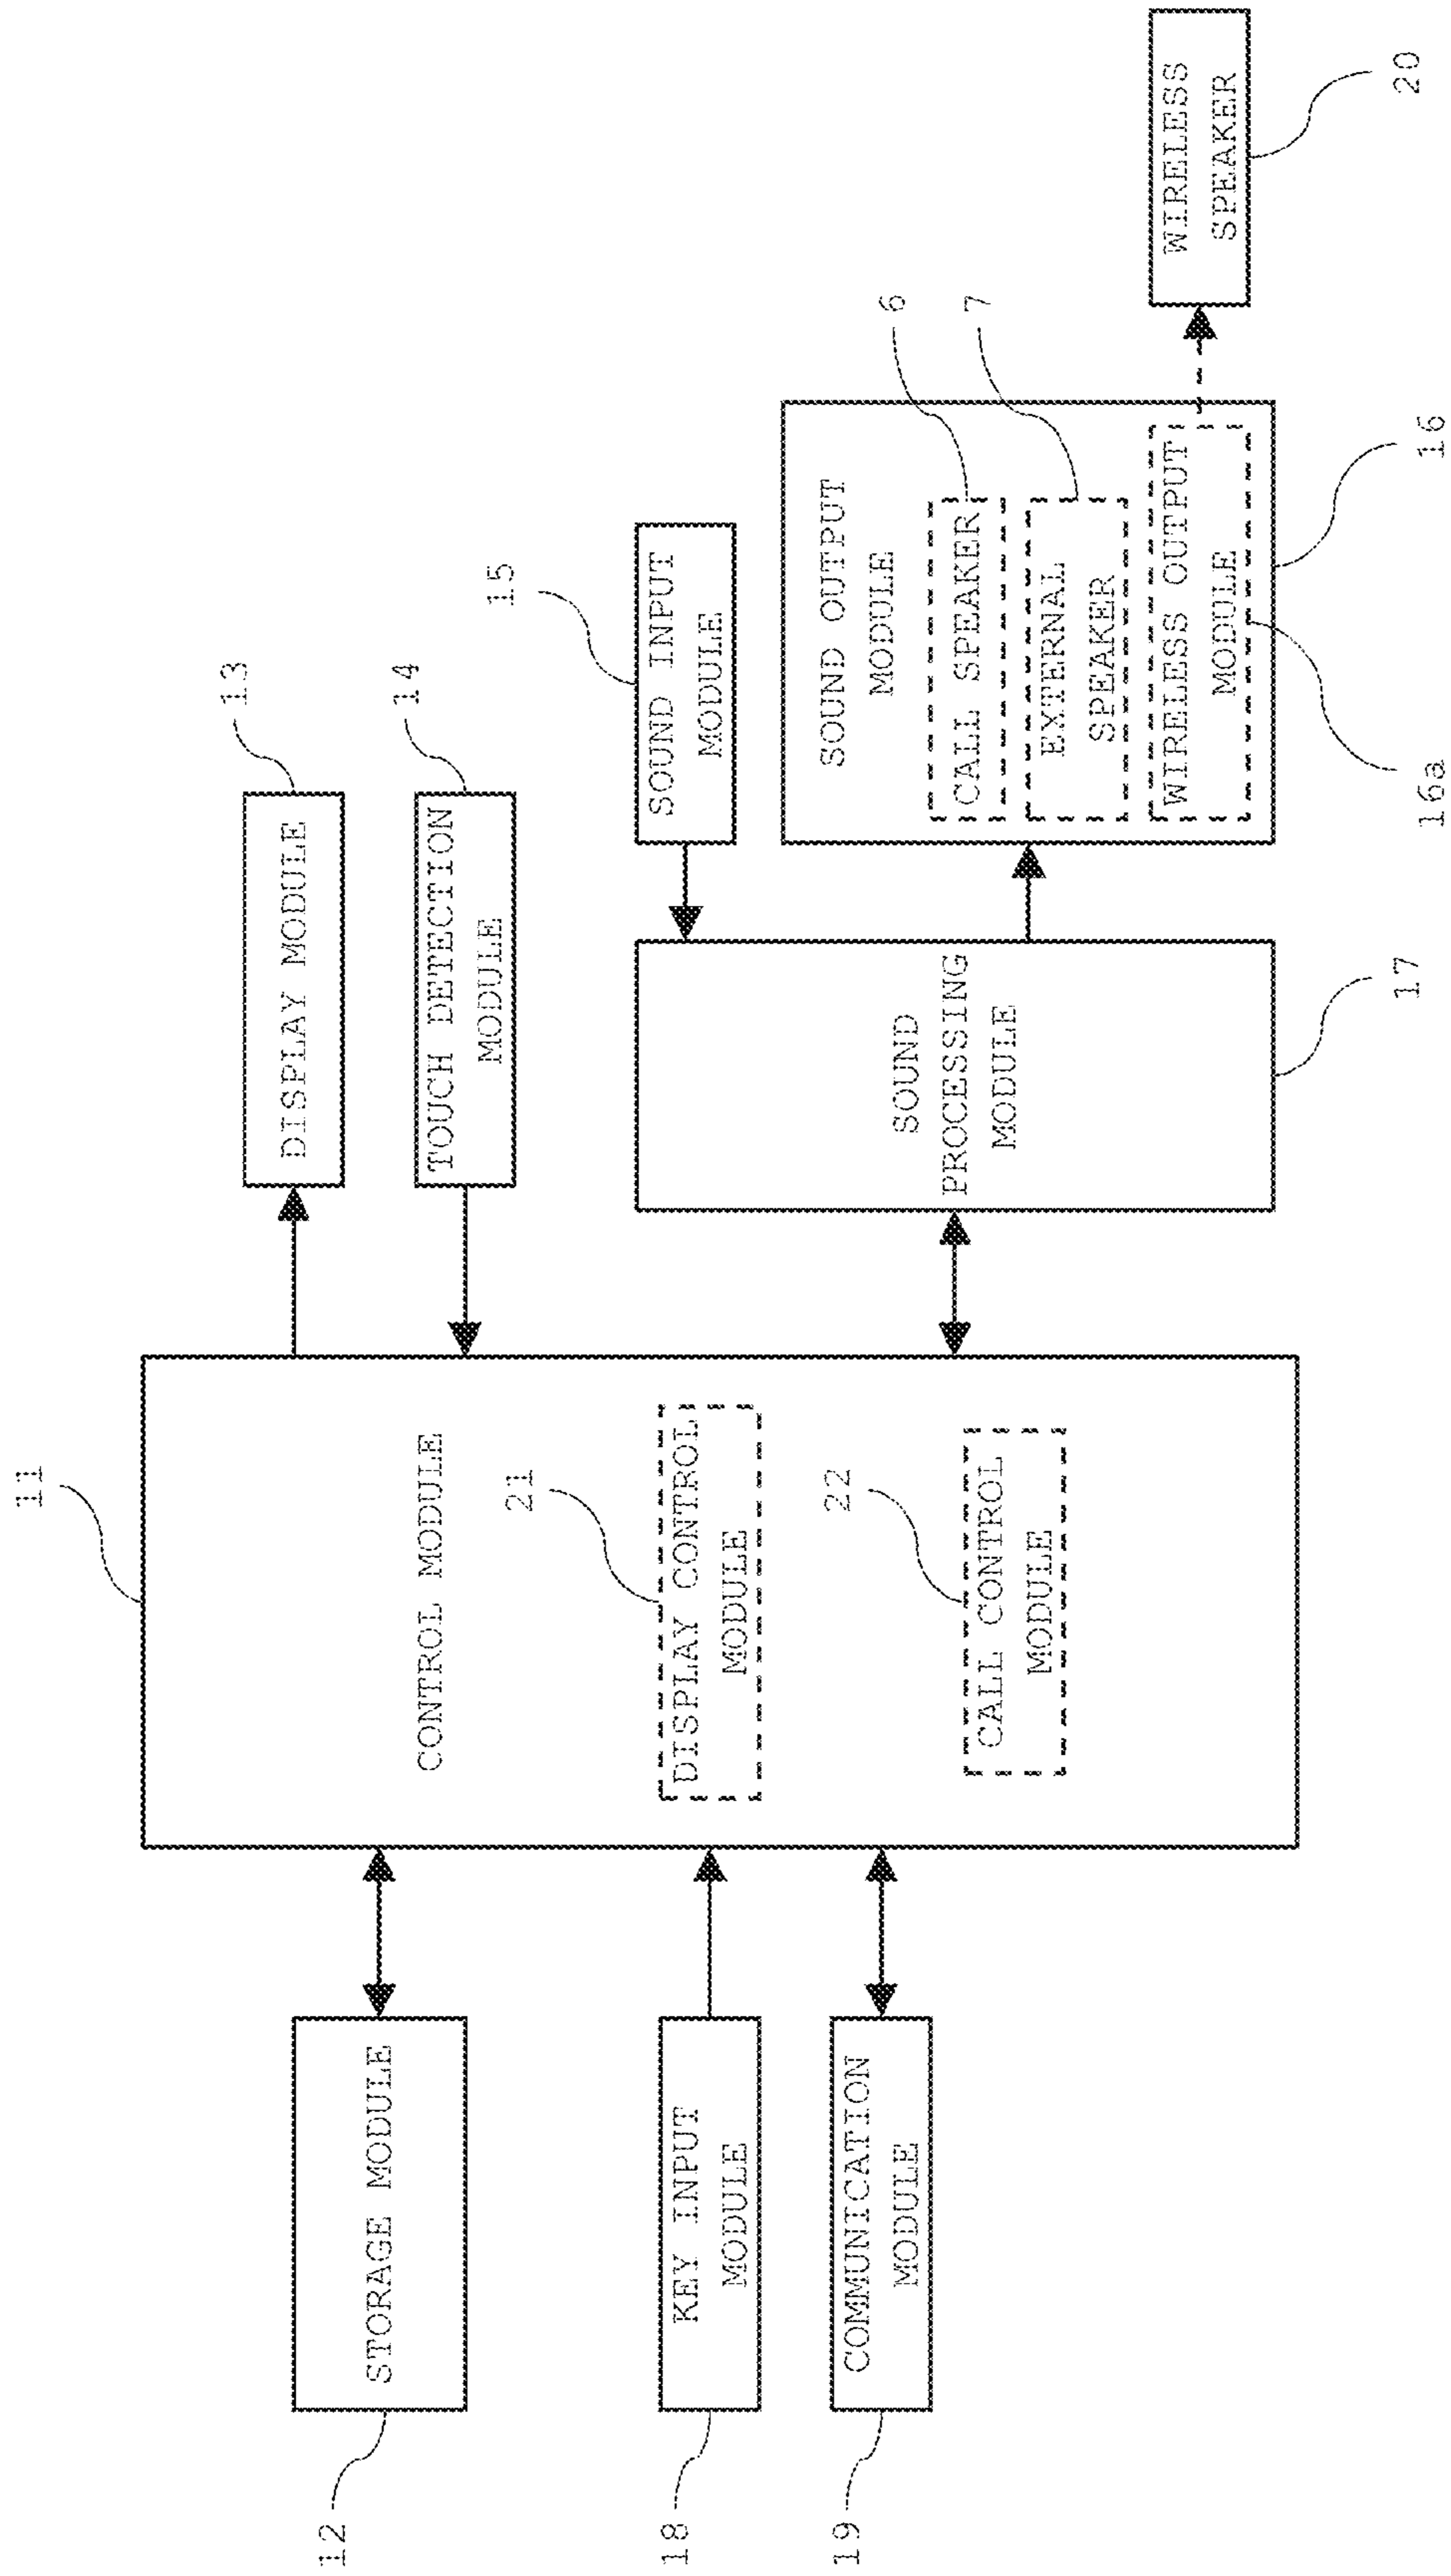 11
13
DISPLAY MODULE
12
STORAGE MODULE
CONTROL MODULE
14
TOUCH DETECTION
MODULE
21
DISPLAY CONTROL
MODULE
18
KEY INPUT
MODULE
15
SOUND INPUT
MODULE
22
CALL CONTROL
MODULE
19
COMMUNICATION
MODULE
SOUND
PROCESSING
MODULE
17
SOUND OUTPUT
MODULE
6
CALL SPEAKER
7
EXTERNAL
SPEAKER
WIRELESS OUTPUT
MODULE
16a
16
WIRELESS
SPEAKER
20